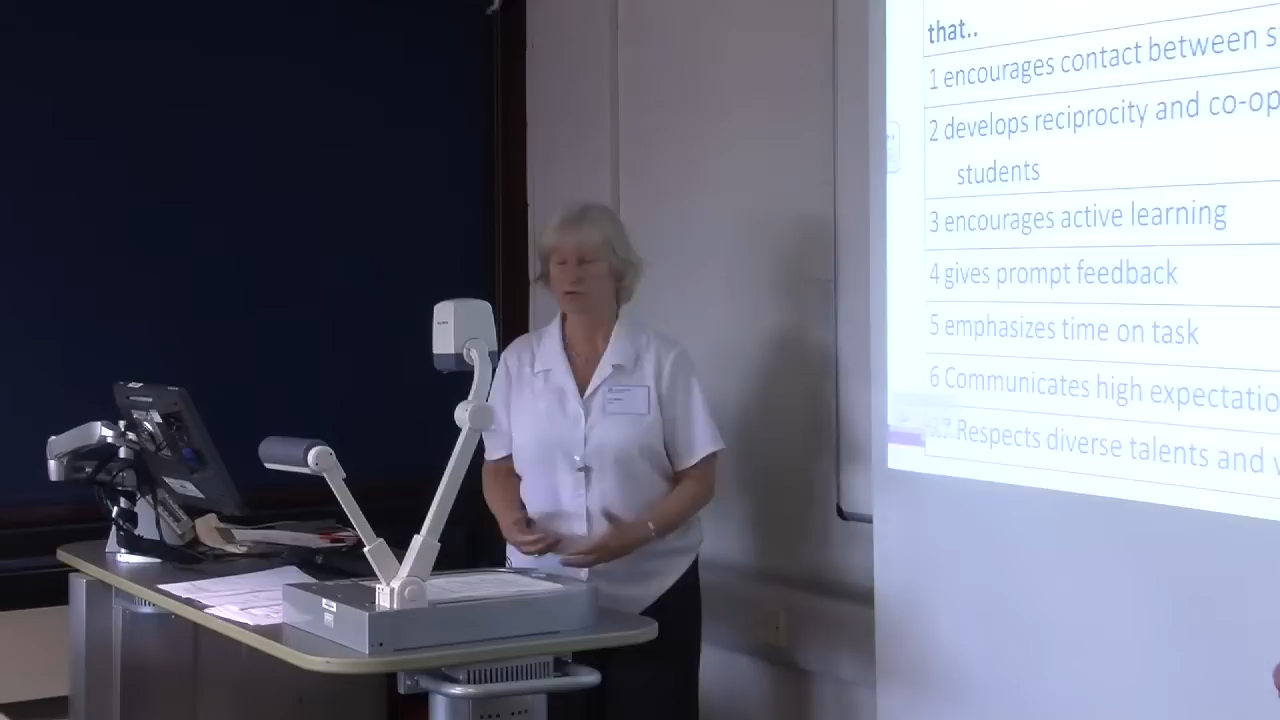 that..
1 encourages contact between s
2 develops reciprocity and co-op
students
3 encourages active learning
4 gives prompt feedback
5 emphasizes time on task
6 Communicates high expectatio
7 Respects diverse talents and w